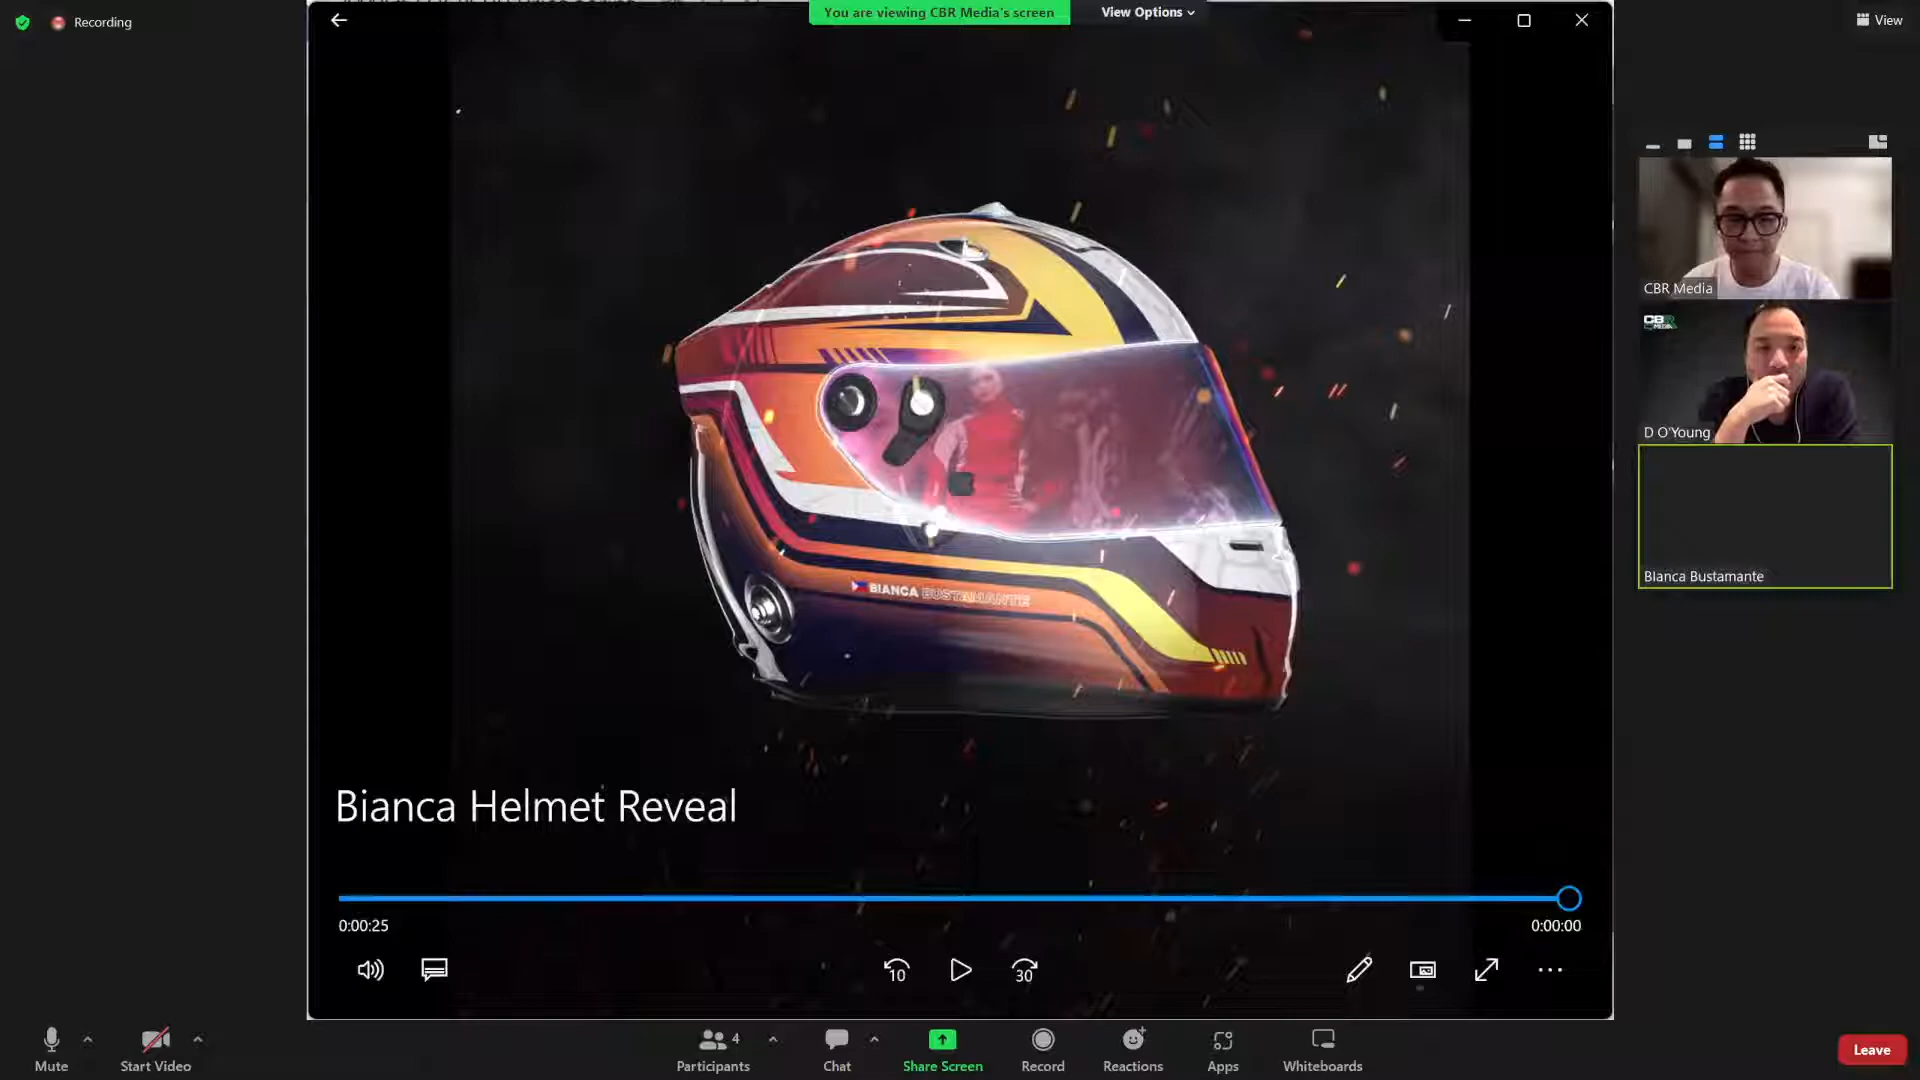 You are viewing CBR Media's screen
View Options
Recording
View
CBR Media
CBR
MEDIA
D O'Young
Bianca Bustamante
BIANCA BUSTAMANTE
Bianca Helmet Reveal
0:00:25
0:00:00
10
30
Mute
Start Video
4
Participants
Chat
Share Screen
Record
Reactions
Apps
Whiteboards
Leave